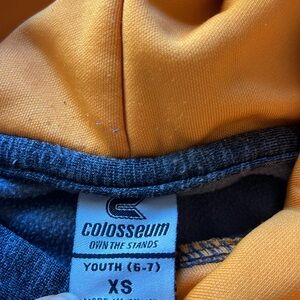 COLOSSEUM
OWN THE STANDS
YOUTH (6-7)
XS